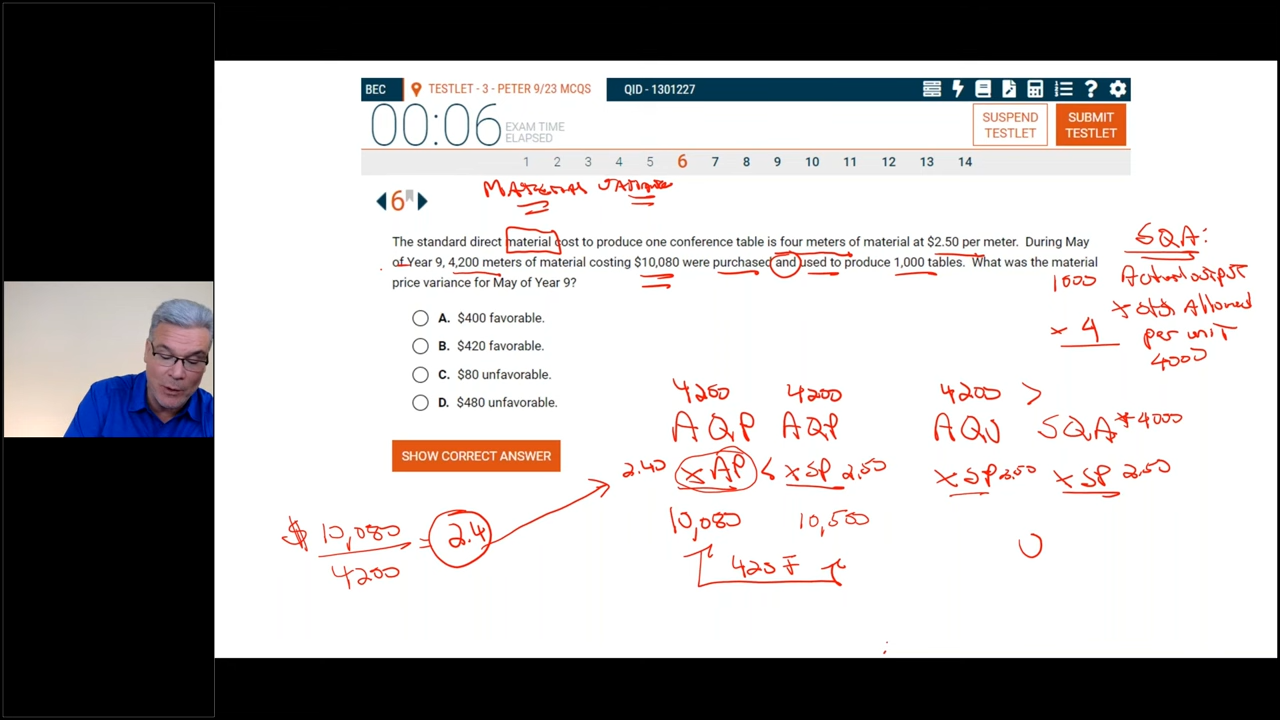 BEC TESTLET - 3 - PETER 9/23 MCQS QID - 1301227
00:06 EXAM TIME ELAPSED
SUSPEND TESTLET
SUBMIT TESTLET
1 2 3 4 5 6 7 8 9 10 11 12 13 14
6
MATERIAL VARIANCE
The standard direct material cost to produce one conference table is four meters of material at $2.50 per meter. During May
of Year 9, 4,200 meters of material costing $10,080 were purchased and used to produce 1,000 tables. What was the material
price variance for May of Year 9?
A. $400 favorable.
B. $420 favorable.
C. $80 unfavorable.
D. $480 unfavorable.
SHOW CORRECT ANSWER
SQA:
1000 Actual output
x 4 x Allowed
per unit
4000
4200 4200 4200 >
AQP AQP AQU SQA 4000
2.40 x AP < x SP 2.50 x SP 2.50 x SP 2.50
10,080 10,500
420 F
U
$ 10,080 = 2.4
4200